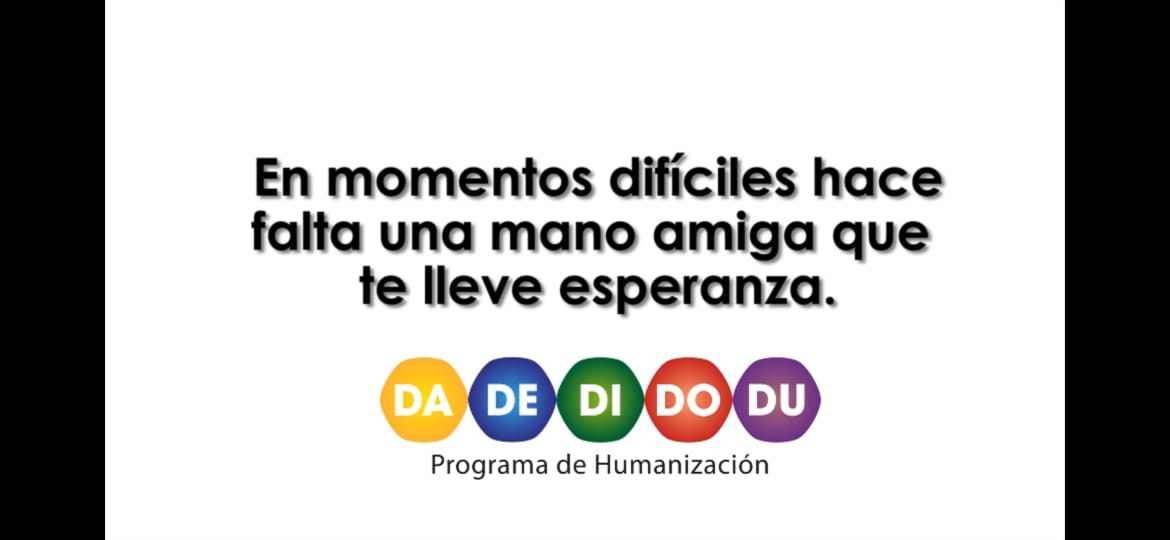 En momentos difíciles hace
falta una mano amiga que
te lleve esperanza.
DA DE DI DO DU
Programa de Humanización